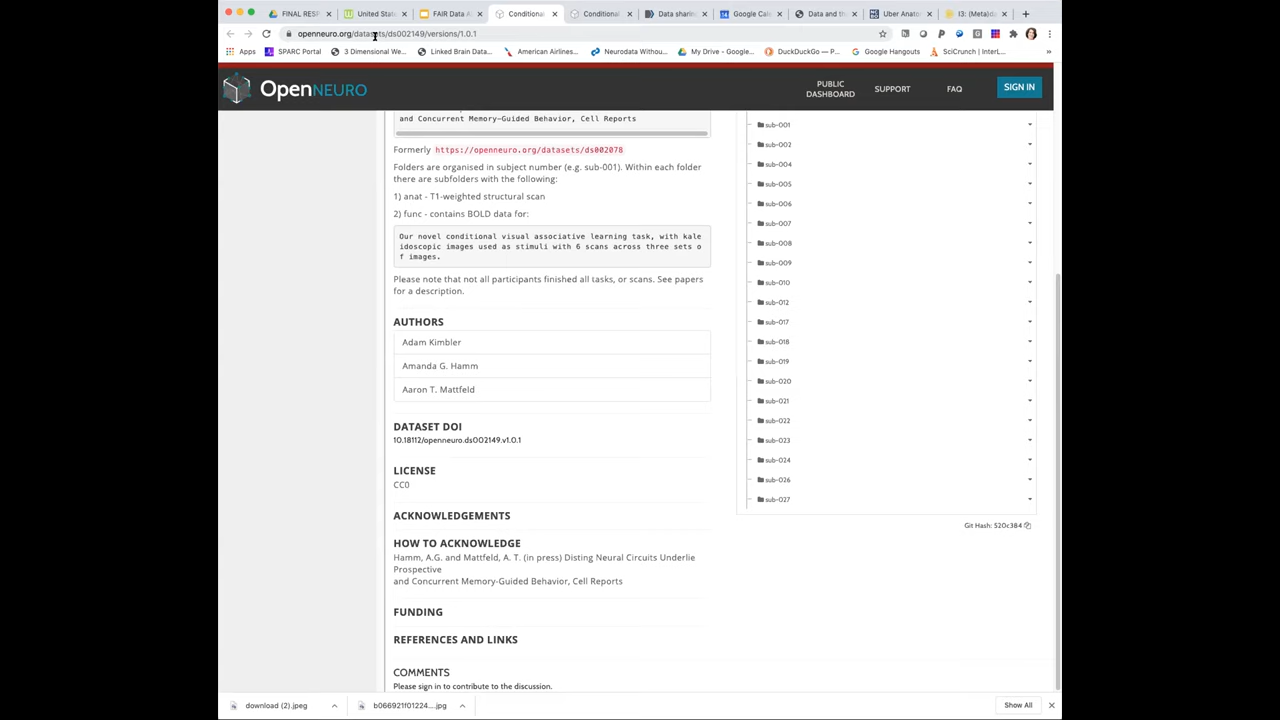 FINAL RESP
United Stat
FAIR Data A
Conditional
Conditional
Data sharin
Google Cal
Data and th
Uber Anato
I3: (Meta)d
openneuro.org/datasets/ds002149/versions/1.0.1
Apps
SPARC Portal
3 Dimensional We...
Linked Brain Data...
American Airlines...
Neurodata Withou...
My Drive - Google...
DuckDuckGo — P...
Google Hangouts
SciCrunch | InterL...
OpenNEURO
PUBLIC
DASHBOARD
SUPPORT
FAQ
SIGN IN
and Concurrent Memory-Guided Behavior, Cell Reports
Formerly https://openneuro.org/datasets/ds002078
Folders are organised in subject number (e.g. sub-001). Within each folder
there are subfolders with the following:
1) anat - T1-weighted structural scan
2) func - contains BOLD data for:
Our novel conditional visual associative learning task, with kale
idoscopic images used as stimuli with 6 scans across three sets o
f images.
Please note that not all participants finished all tasks, or scans. See papers
for a description.
AUTHORS
Adam Kimbler
Amanda G. Hamm
Aaron T. Mattfeld
DATASET DOI
10.18112/openneuro.ds002149.v1.0.1
LICENSE
CC0
ACKNOWLEDGEMENTS
HOW TO ACKNOWLEDGE
Hamm, A.G. and Mattfeld, A. T. (in press) Disting Neural Circuits Underlie
Prospective
and Concurrent Memory-Guided Behavior, Cell Reports
FUNDING
REFERENCES AND LINKS
COMMENTS
Please sign in to contribute to the discussion.
sub-001
sub-002
sub-004
sub-005
sub-006
sub-007
sub-008
sub-009
sub-010
sub-012
sub-017
sub-018
sub-019
sub-020
sub-021
sub-022
sub-023
sub-024
sub-026
sub-027
Git Hash: 520c384
download (2).jpeg
b066921f01224....jpg
Show All